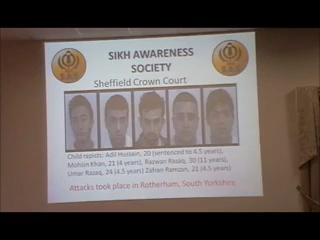 SIKH AWARENESS
SOCIETY
Sheffield Crown Court
Child rapists: Adil Hussain, 20 (sentenced to 4.5 years),
Mohsin Khan, 21 (4 years), Razwan Razaq, 30 (11 years),
Umar Razaq, 24 (4.5 years) Zafran Ramzan, 21 (4.5 years)
Attacks took place in Rotherham, South Yorkshire